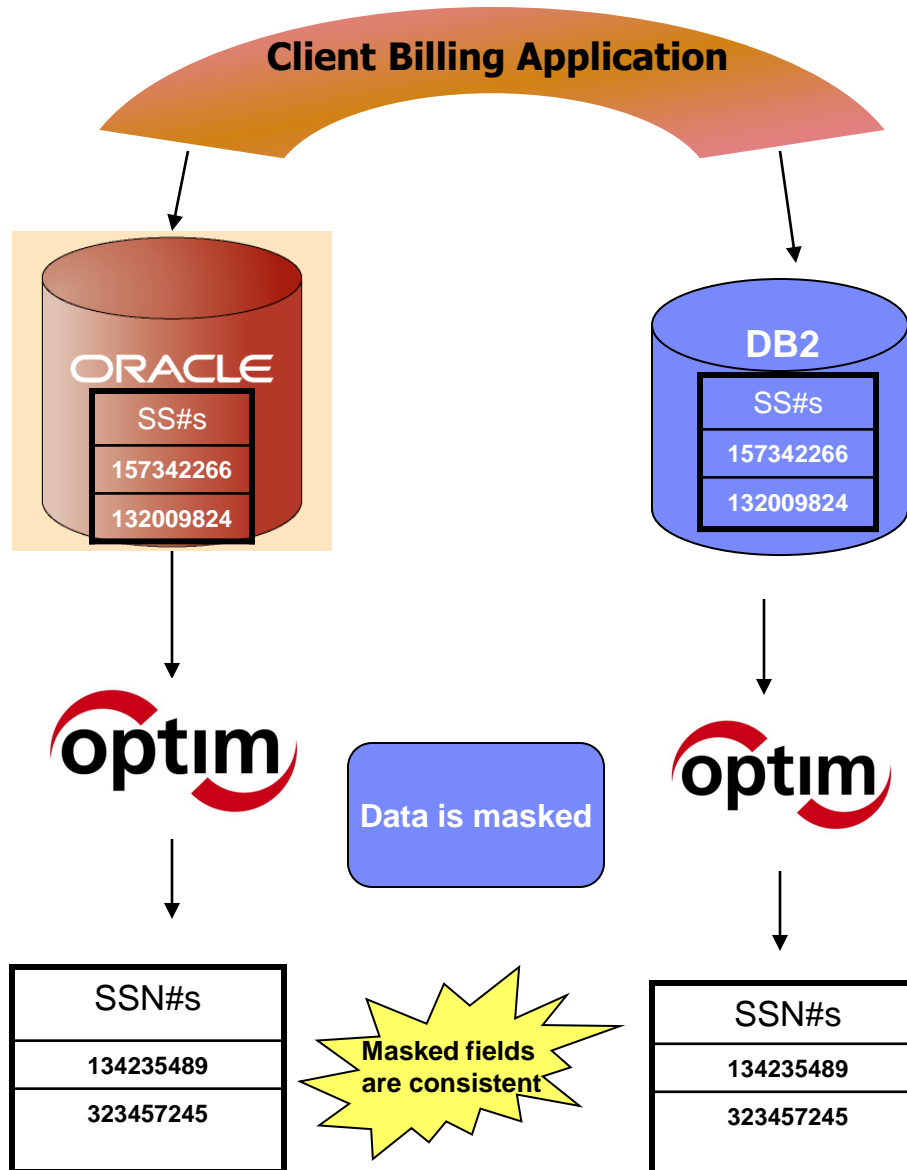 Client Billing Application
ORACLE
SS#s
157342266
132009824
DB2
SS#s
157342266
132009824
optim
Data is masked
optim
SSN#s
134235489
323457245
Masked fields
are consistent
SSN#s
134235489
323457245